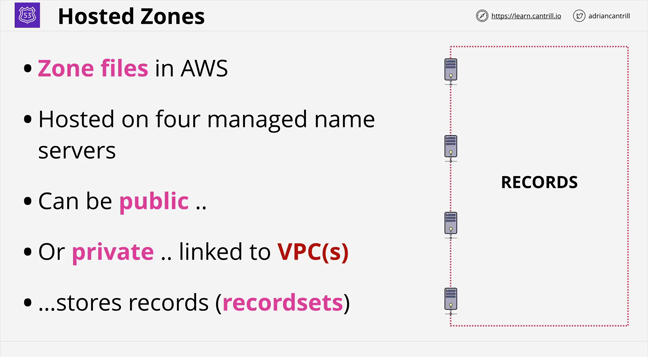 53
Hosted Zones
https://learn.cantrill.io
adriancantrill
• Zone files in AWS
• Hosted on four managed name
servers
• Can be public ..
• Or private .. linked to VPC(s)
• ...stores records (recordsets)
RECORDS